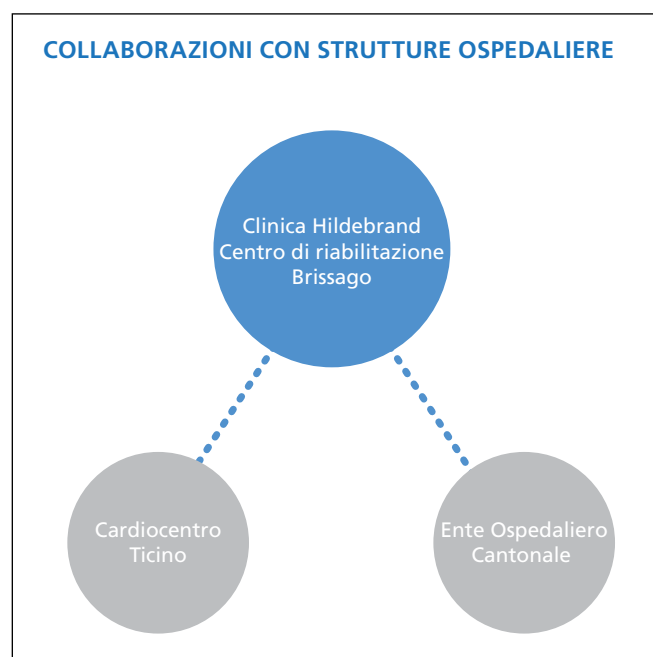 COLLABORAZIONI CON STRUTTURE OSPEDALIERE
Clinica Hildebrand
Centro di riabilitazione
Brissago
Cardiocentro
Ticino
Ente Ospedaliero
Cantonale